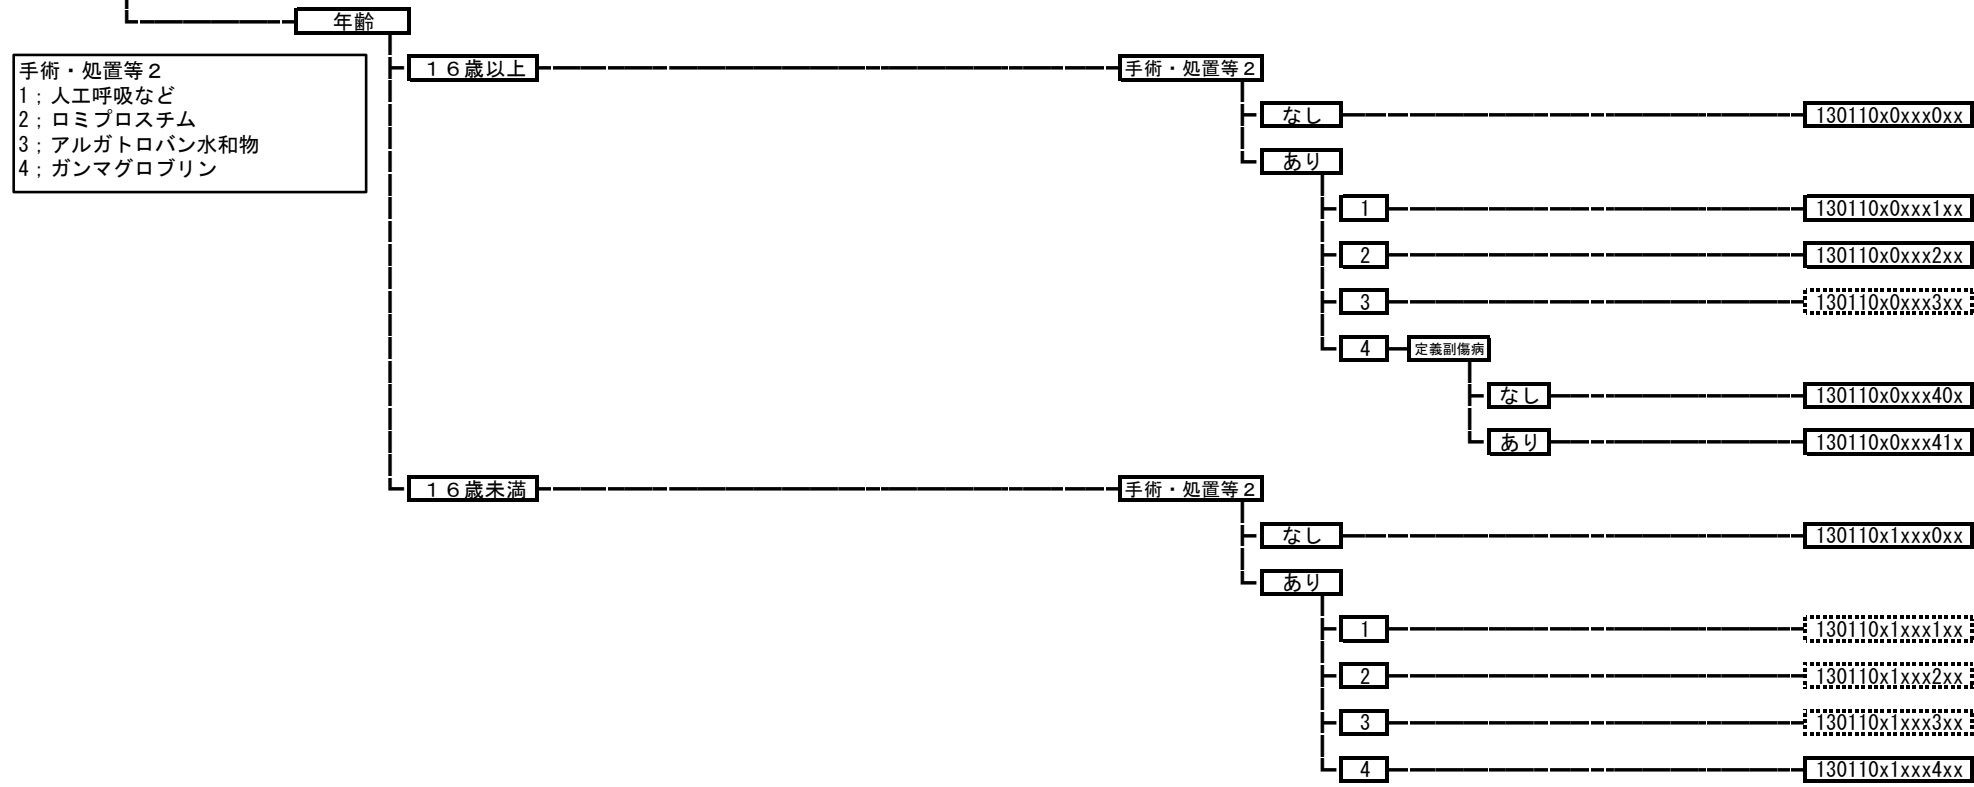 年齢
１６歳以上
手術・処置等２
手術・処置等２
1；人工呼吸など
2；ロミプロスチム
3；アルガトロバン水和物
4；ガンマグロブリン
なし
130110x0xxx0xx
あり
1
130110x0xxx1xx
2
130110x0xxx2xx
3
130110x0xxx3xx
4
定義副傷病
なし
130110x0xxx40x
あり
130110x0xxx41x
１６歳未満
手術・処置等２
なし
130110x1xxx0xx
あり
1
130110x1xxx1xx
2
130110x1xxx2xx
3
130110x1xxx3xx
4
130110x1xxx4xx